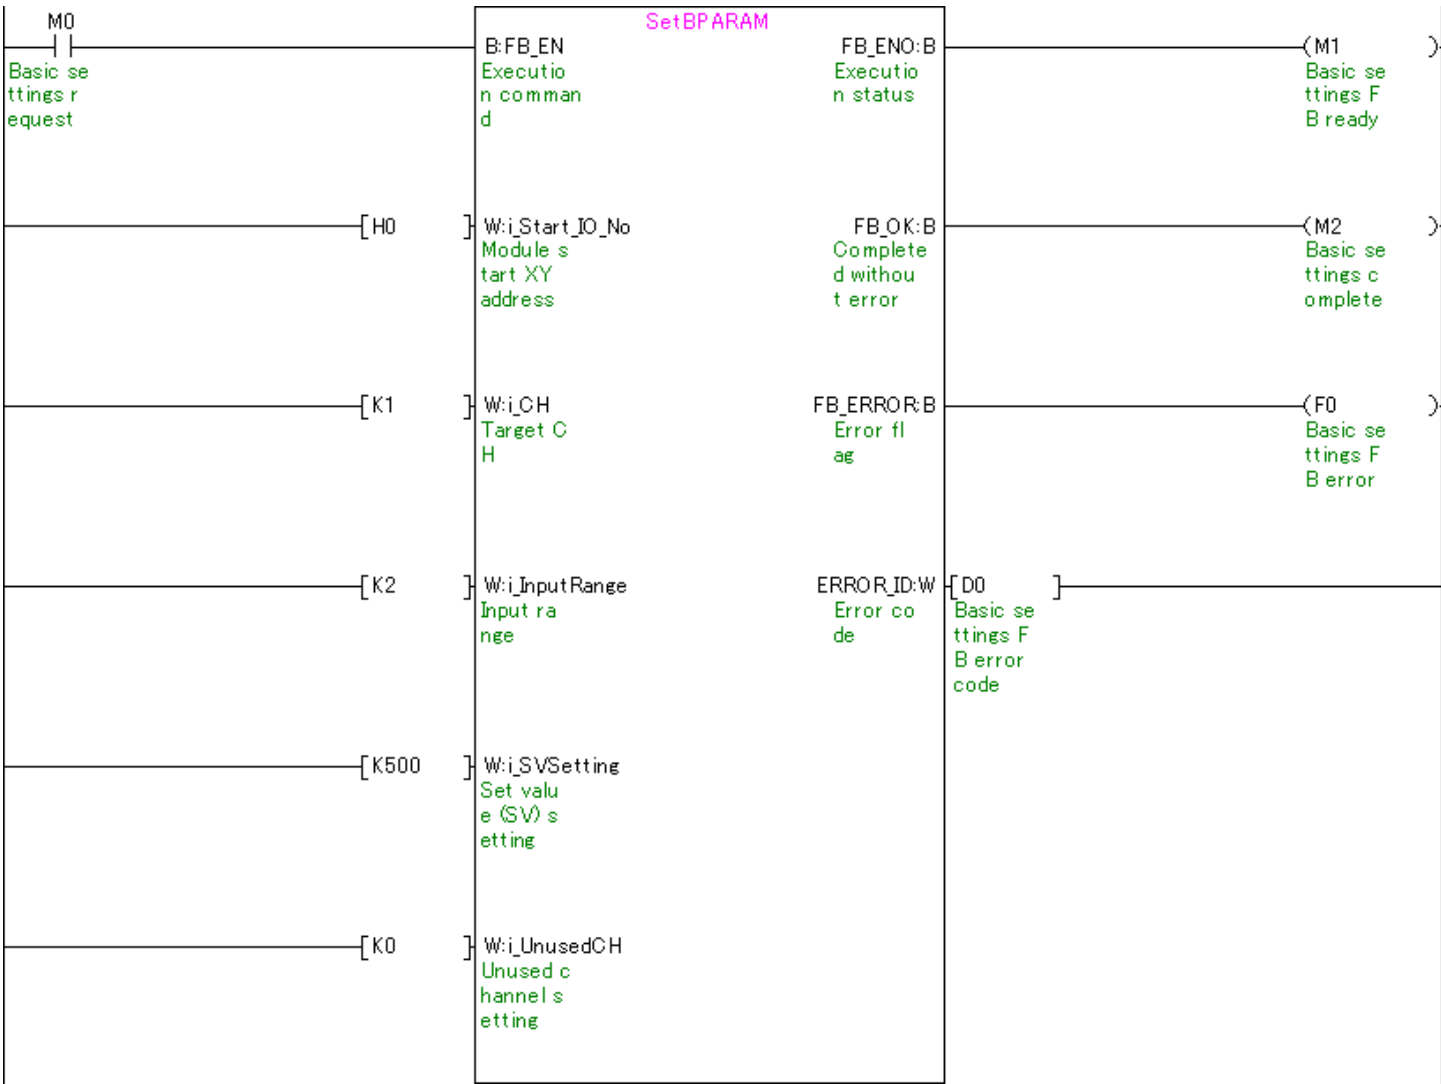 M0
SetBPARAM
B:FB_EN
FB_ENO:B
(M1 )
Basic se
ttings r
equest
Executio
n comman
d
Executio
n status
Basic se
ttings F
B ready
[H0 ]
W:i_Start_IO_No
FB_OK:B
(M2 )
Module s
tart XY
address
Complete
d withou
t error
Basic se
ttings c
omplete
[K1 ]
W:i_CH
FB_ERROR:B
(F0 )
Target C
H
Error fl
ag
Basic se
ttings F
B error
[K2 ]
W:i_InputRange
ERROR_ID:W
[D0 ]
Input ra
nge
Error co
de
Basic se
ttings F
B error
code
[K500 ]
W:i_SVSetting
Set valu
e (SV) s
etting
[K0 ]
W:i_UnusedCH
Unused c
hannel s
etting